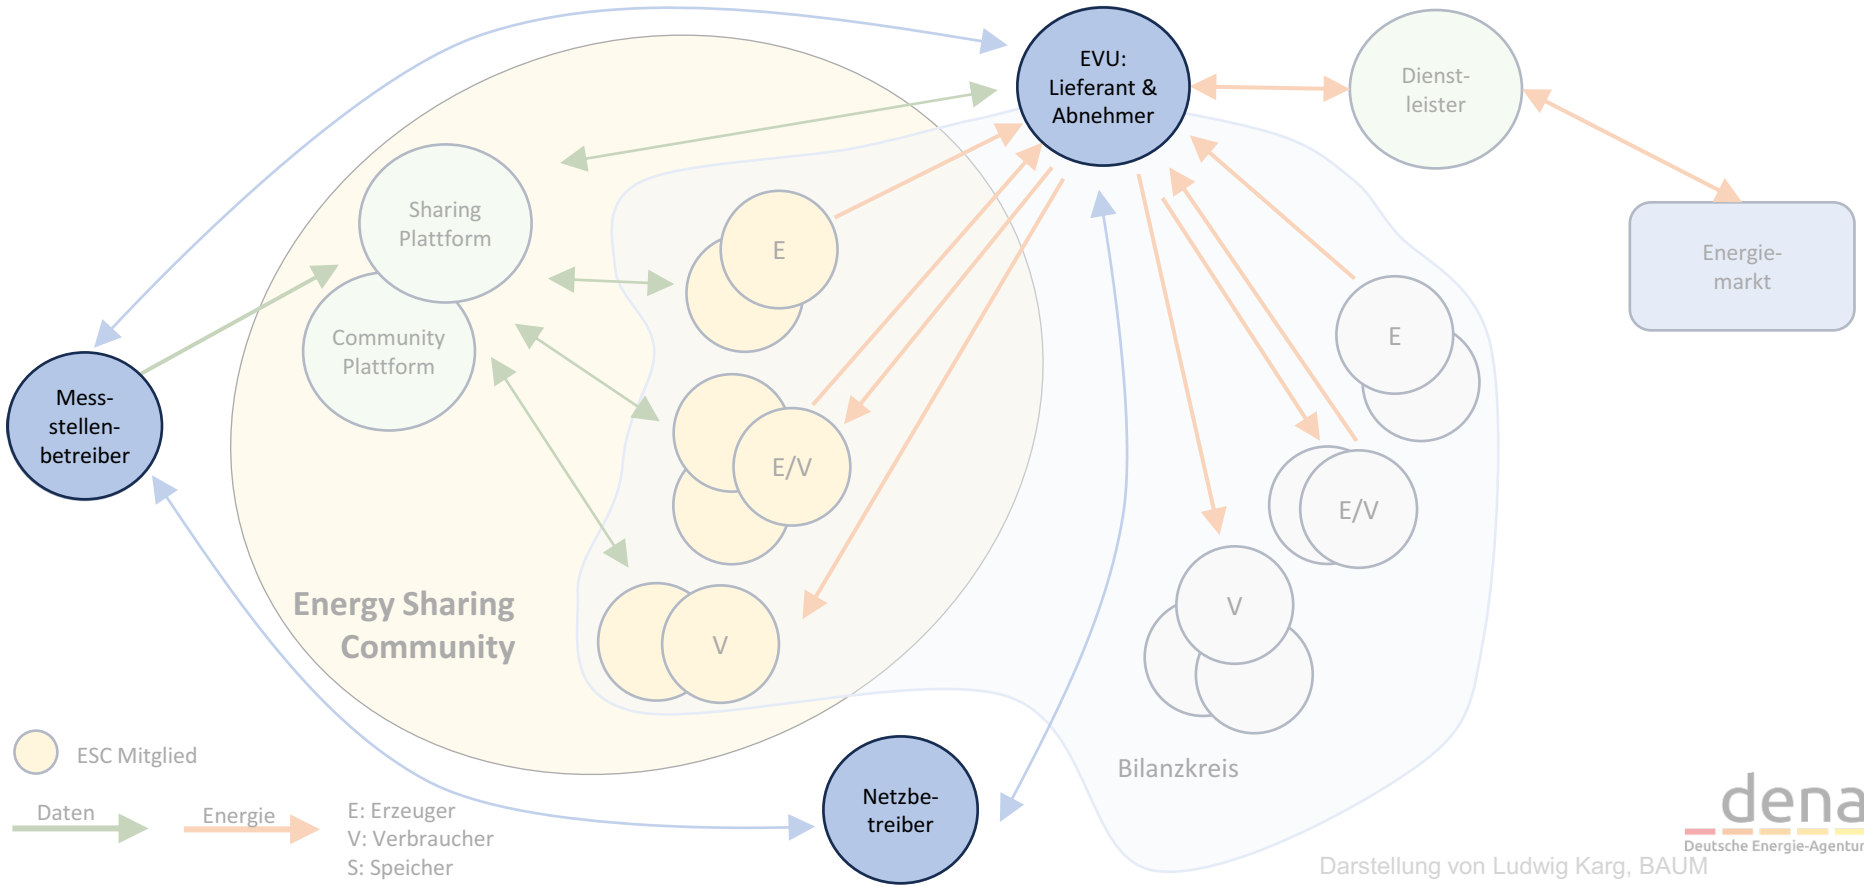 EVU:
Lieferant &
Abnehmer
Dienst-
leister
Sharing
Plattform
E
Energie-
markt
Community
Plattform
E
Mess-
stellen-
betreiber
E/V
E/V
V
Energy Sharing
Community
V
ESC Mitglied
Bilanzkreis
Netzbe-
treiber
Daten
Energie
E: Erzeuger
V: Verbraucher
S: Speicher
dena
Deutsche Energie-Agentur
Darstellung von Ludwig Karg, BAUM